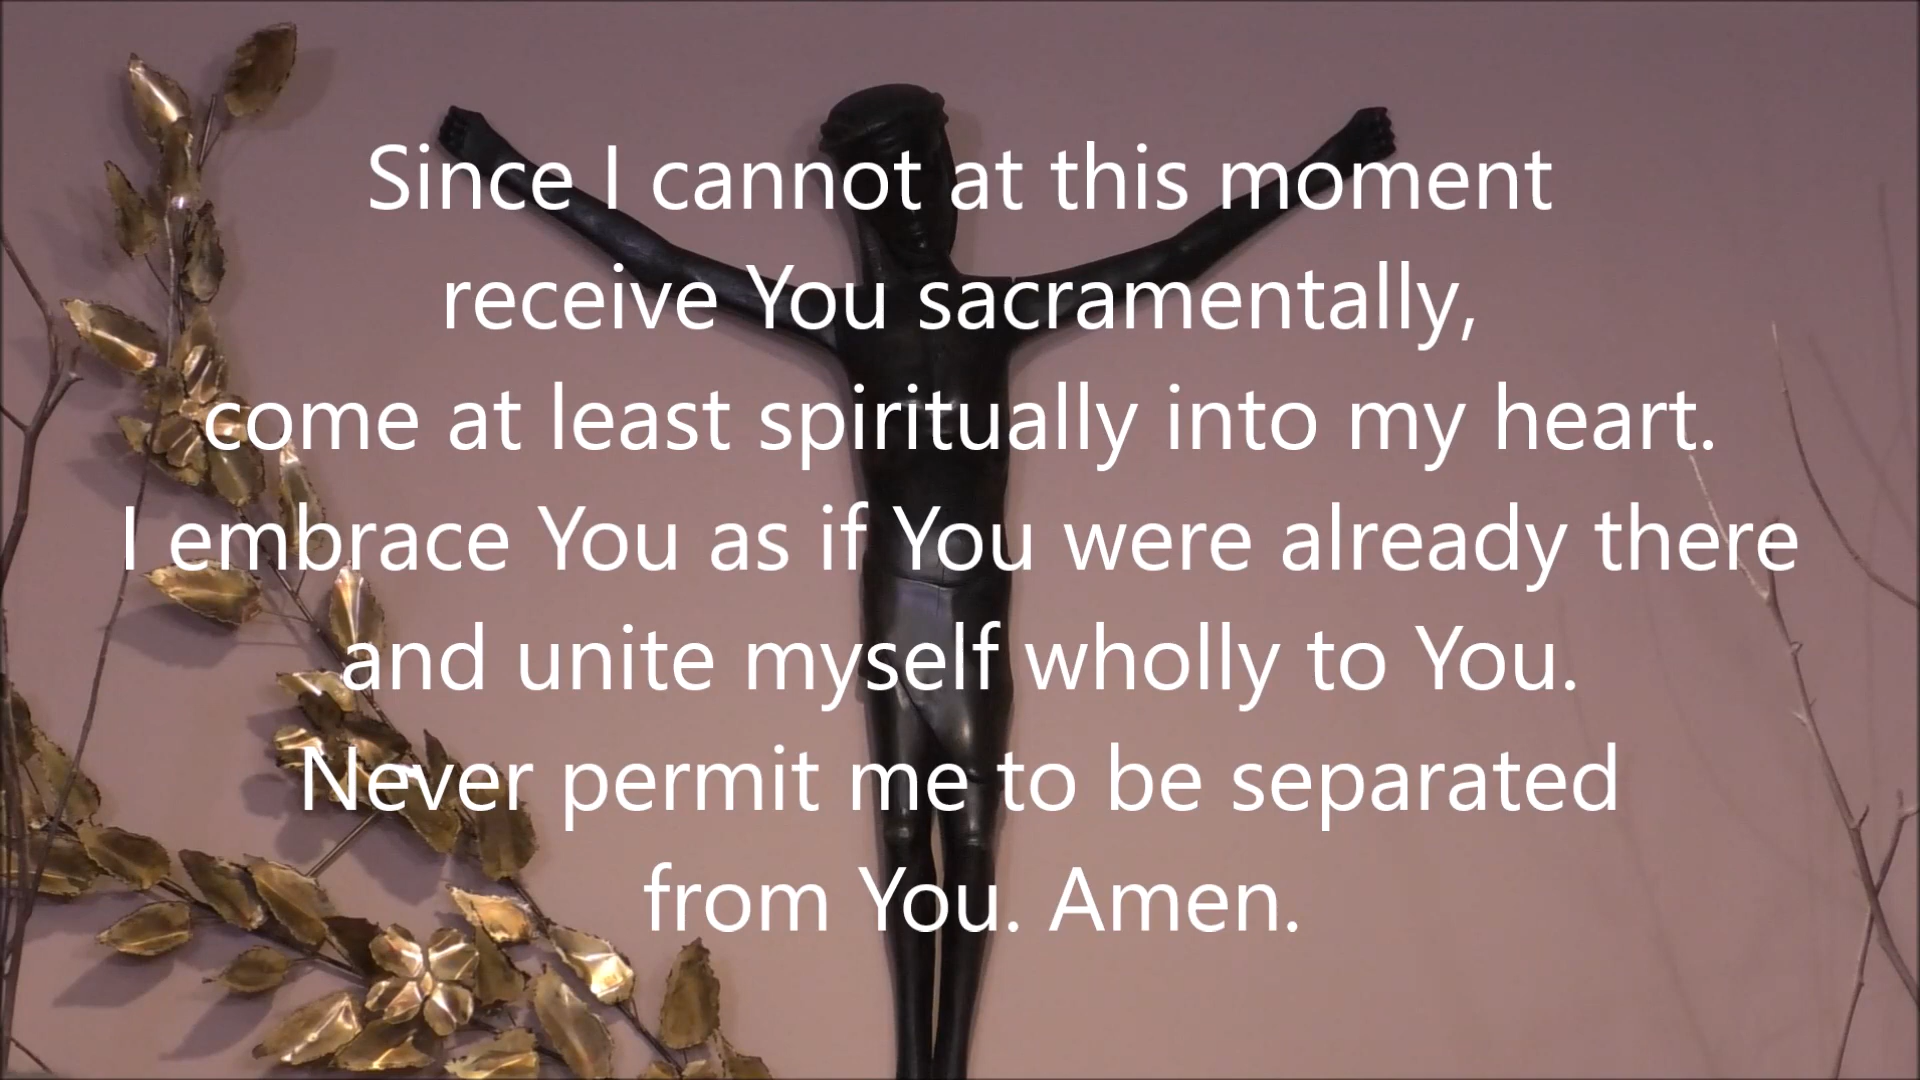 Since I cannot at this moment
receive You sacramentally,
come at least spiritually into my heart.
I embrace You as if You were already there
and unite myself wholly to You.
Never permit me to be separated
from You. Amen.